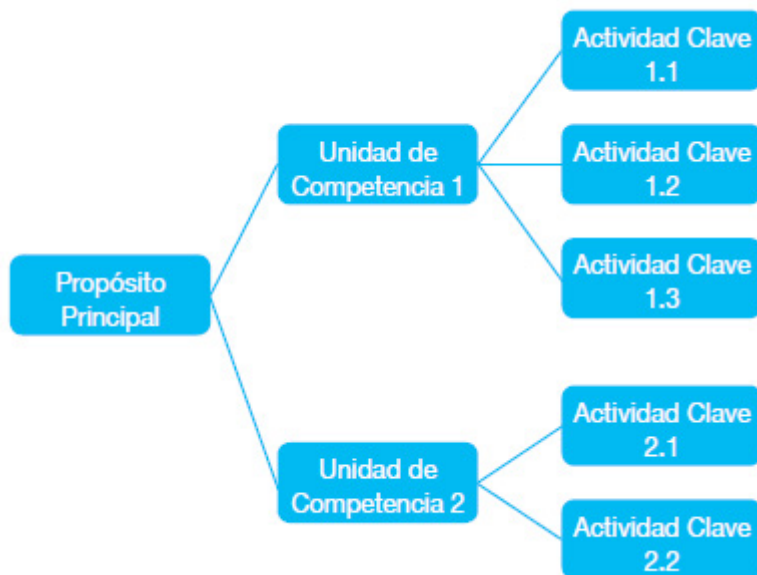 Actividad Clave
1.1
Unidad de
Competencia 1
Actividad Clave
1.2
Actividad Clave
1.3
Propósito
Principal
Actividad Clave
2.1
Unidad de
Competencia 2
Actividad Clave
2.2